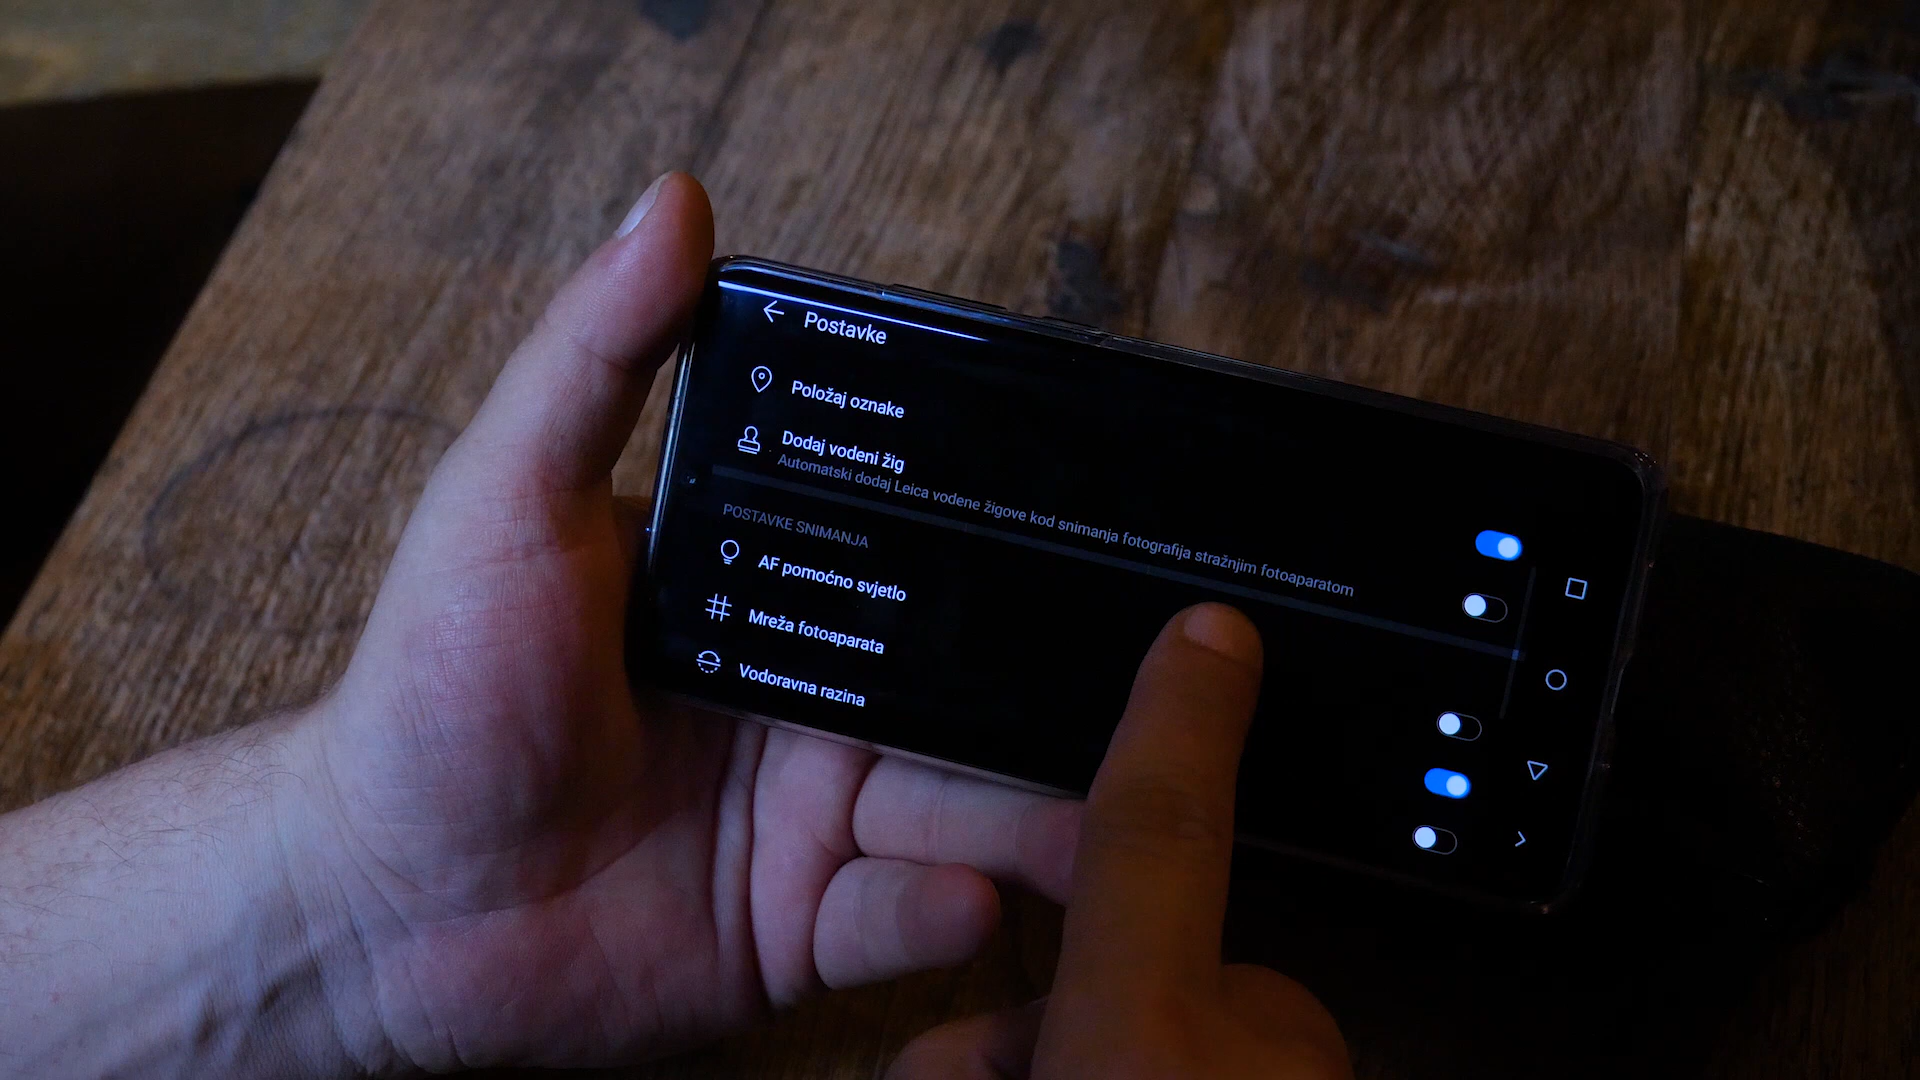 Postavke
Položaj oznake
Dodaj vodeni žig
Automatski dodaj Leica vodene žigove kod snimanja fotografija stražnjim fotoaparatom
POSTAVKE SNIMANJA
AF pomoćno svjetlo
Mreža fotoaparata
Vodoravna razina